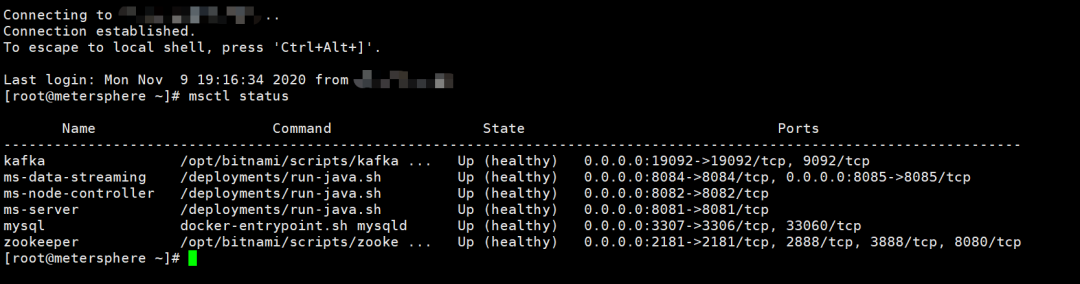 Connecting to ..
Connection established.
To escape to local shell, press 'Ctrl+Alt+]'.
Last login: Mon Nov  9 19:16:34 2020 from
[root@metersphere ~]# msctl status
Name Command State Ports
---------------------------------------------------------------------------------------------------------------------------
kafka /opt/bitnami/scripts/kafka ... Up (healthy) 0.0.0.0:19092->19092/tcp, 9092/tcp
ms-data-streaming /deployments/run-java.sh Up (healthy) 0.0.0.0:8084->8084/tcp, 0.0.0.0:8085->8085/tcp
ms-node-controller /deployments/run-java.sh Up (healthy) 0.0.0.0:8082->8082/tcp
ms-server /deployments/run-java.sh Up (healthy) 0.0.0.0:8081->8081/tcp
mysql docker-entrypoint.sh mysqld Up (healthy) 0.0.0.0:3307->3306/tcp, 33060/tcp
zookeeper /opt/bitnami/scripts/zooke ... Up (healthy) 0.0.0.0:2181->2181/tcp, 2888/tcp, 3888/tcp, 8080/tcp
[root@metersphere ~]#